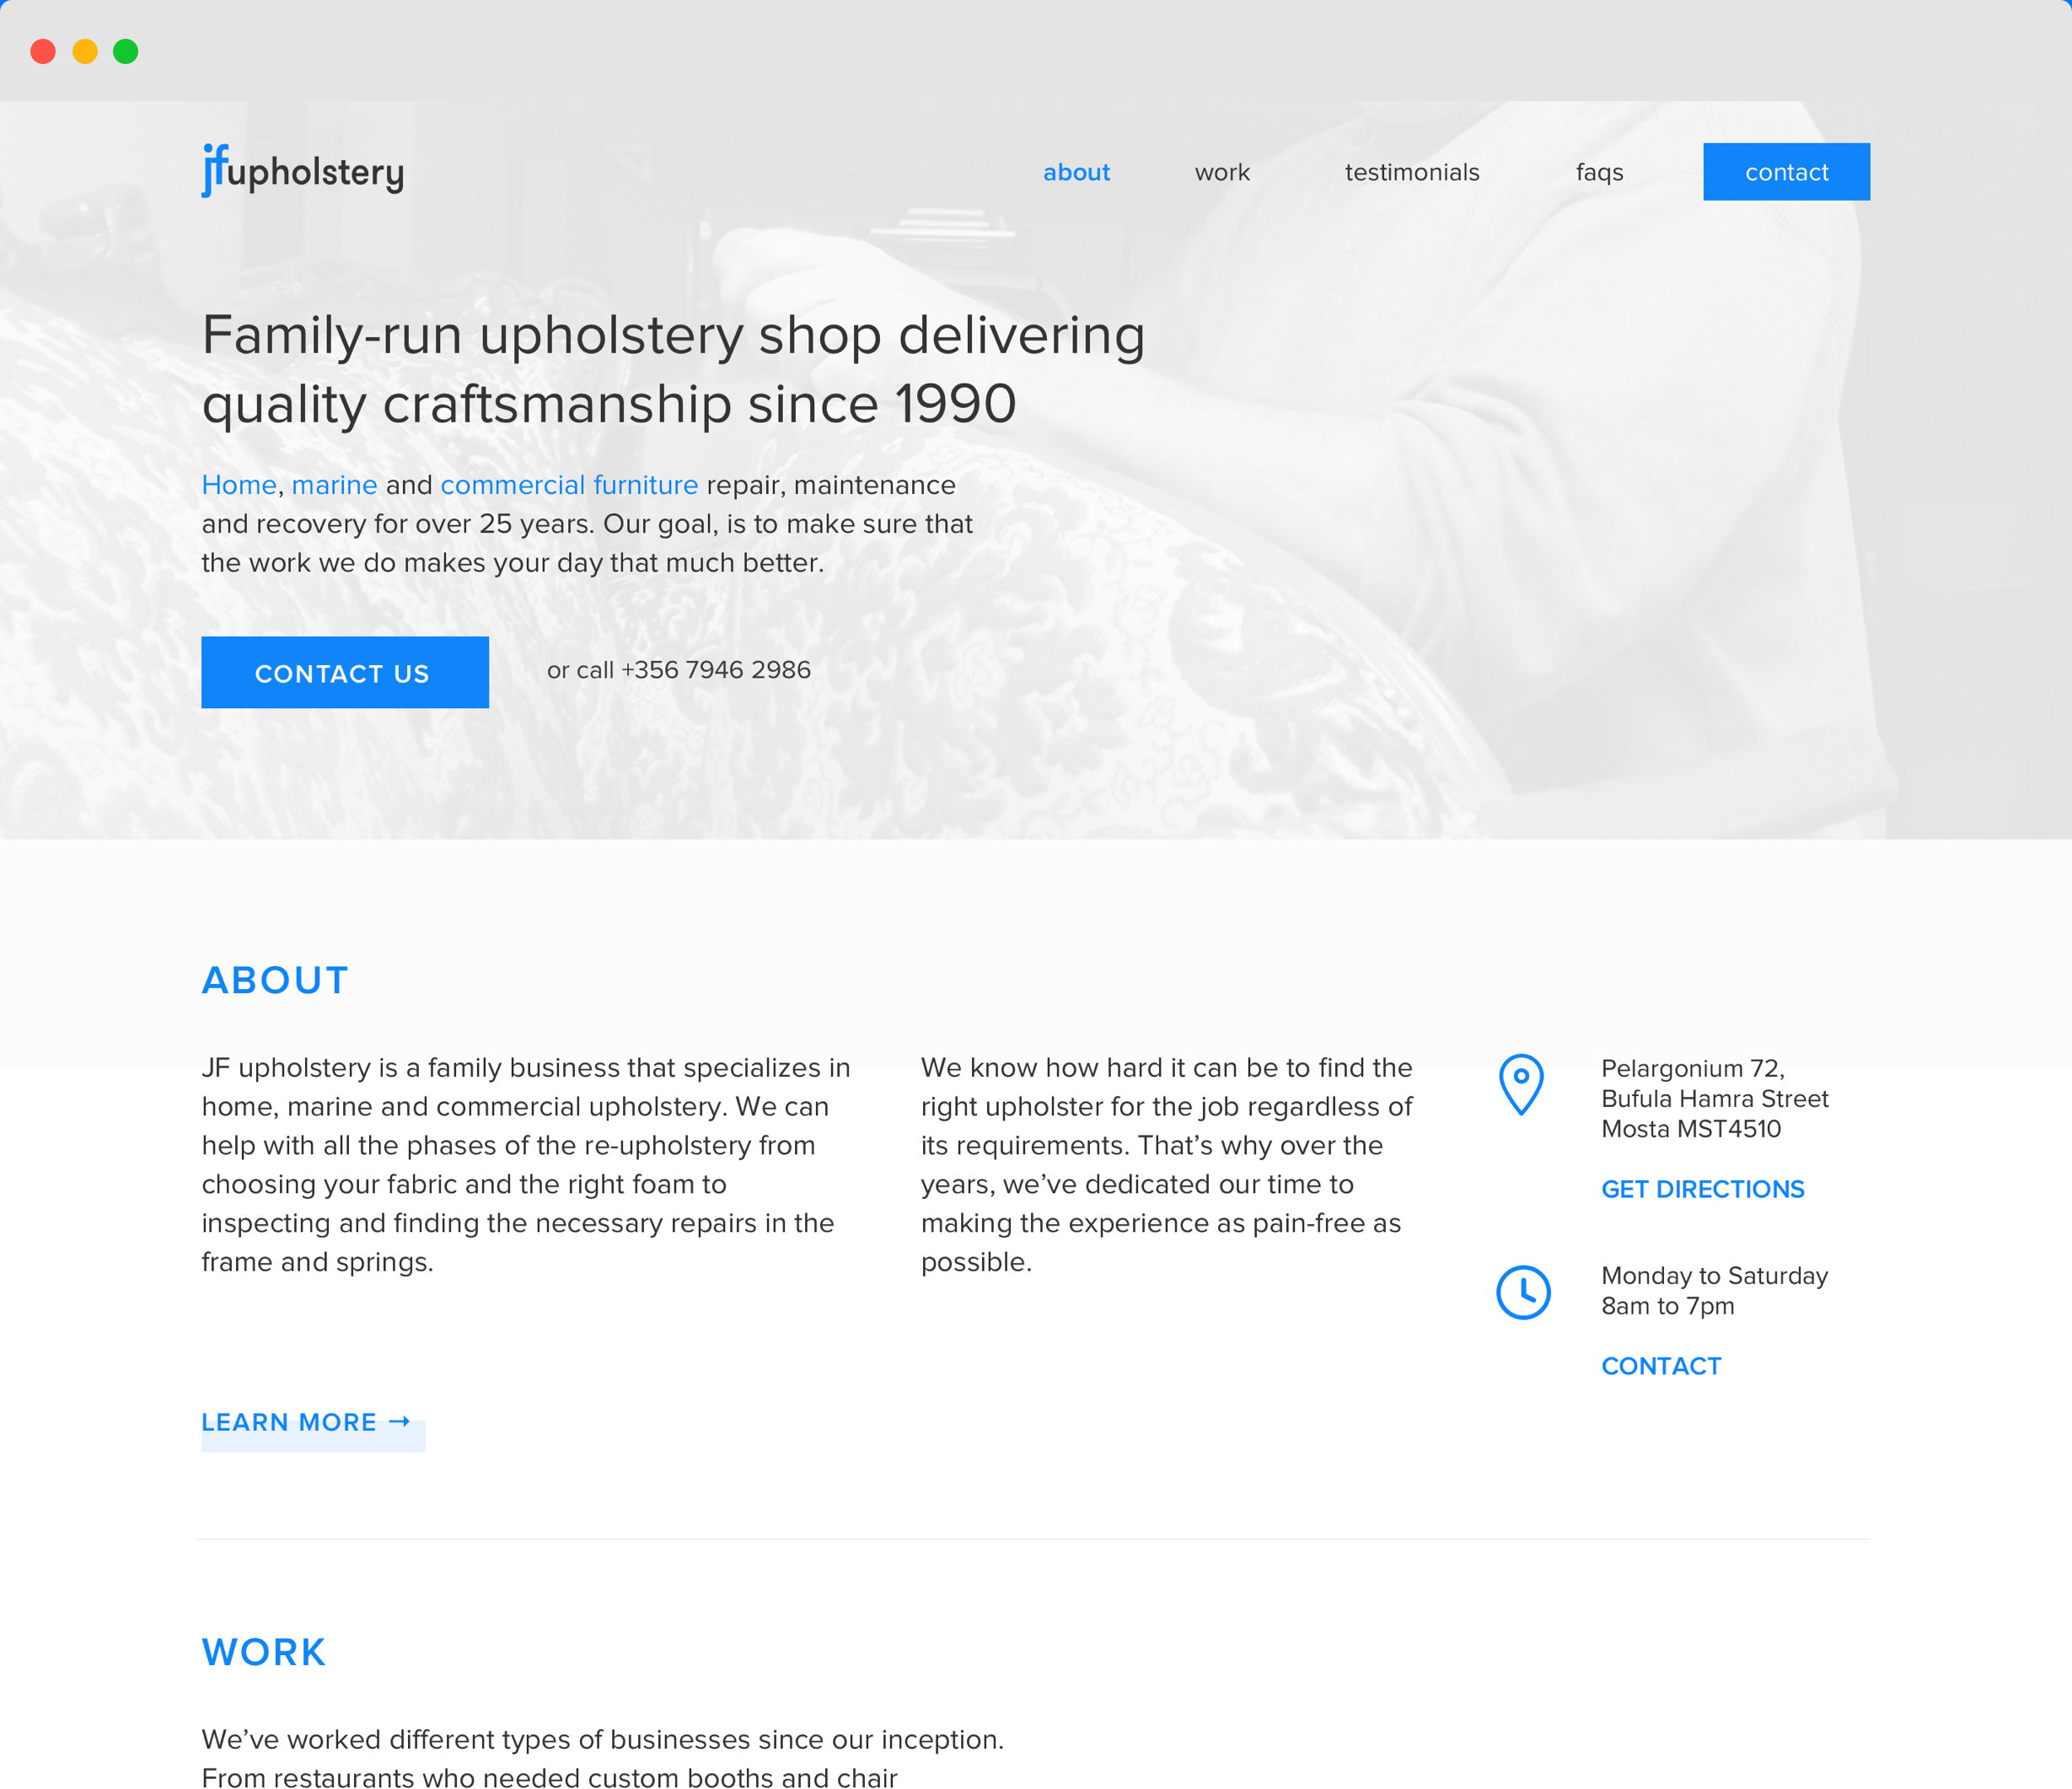 jfupholstery
about work testimonials faqs contact
Family-run upholstery shop delivering
quality craftsmanship since 1990
Home, marine and commercial furniture repair, maintenance
and recovery for over 25 years. Our goal, is to make sure that
the work we do makes your day that much better.
CONTACT US
or call +356 7946 2986
ABOUT
JF upholstery is a family business that specializes in
home, marine and commercial upholstery. We can
help with all the phases of the re-upholstery from
choosing your fabric and the right foam to
inspecting and finding the necessary repairs in the
frame and springs.
LEARN MORE →
We know how hard it can be to find the
right upholster for the job regardless of
its requirements. That’s why over the
years, we’ve dedicated our time to
making the experience as pain-free as
possible.
Pelargonium 72,
Bufula Hamra Street
Mosta MST4510
GET DIRECTIONS
Monday to Saturday
8am to 7pm
CONTACT
WORK
We’ve worked different types of businesses since our inception.
From restaurants who needed custom booths and chair